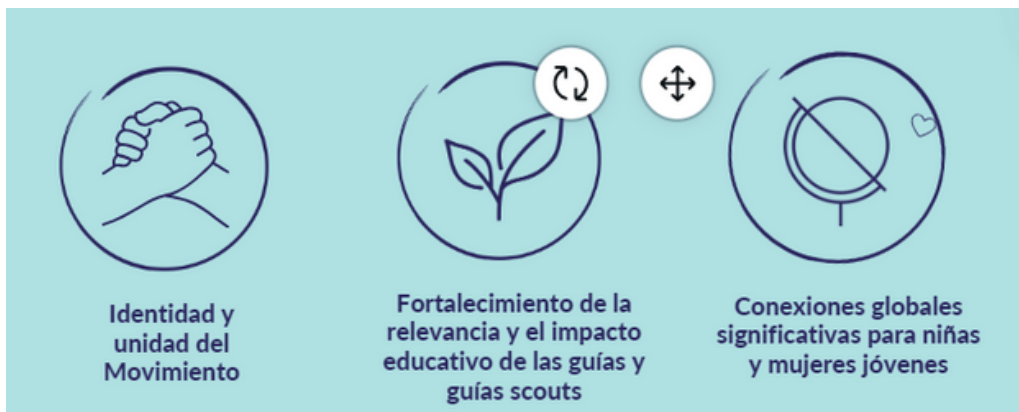 Identidad y
unidad del
Movimiento
Fortalecimiento de la
relevancia y el impacto
educativo de las guías y
guías scouts
Conexiones globales
significativas para niñas
y mujeres jóvenes